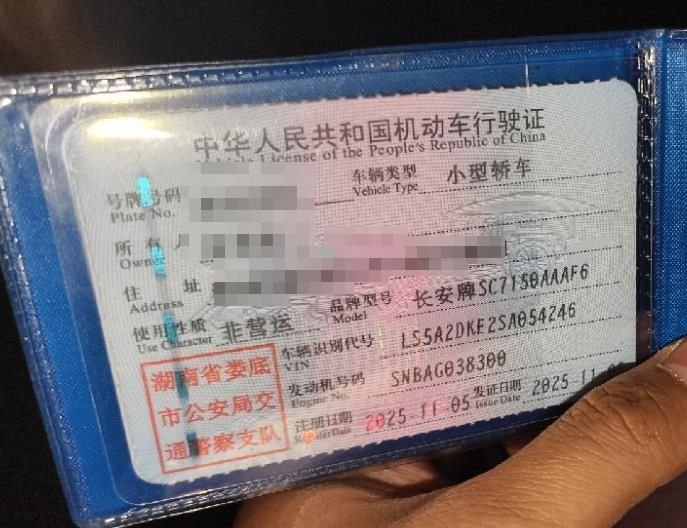 中华人民共和国机动车行驶证
Vehicle License of the People's Republic of China
号牌号码 车辆类型 小型轿车
Plate No. Vehicle Type
所有人
Owner
住址
Address
品牌型号 长安牌SC7150AAAF6
Model
使用性质 非营运
Use Character
车辆识别代号 LS5A2DKE2SA054246
VIN
发动机号码 SNBAG038300
Engine No.
注册日期 2025-11-05 发证日期 2025-11-
Register Date Issue Date
湖南省娄底
市公安局交
通警察支队